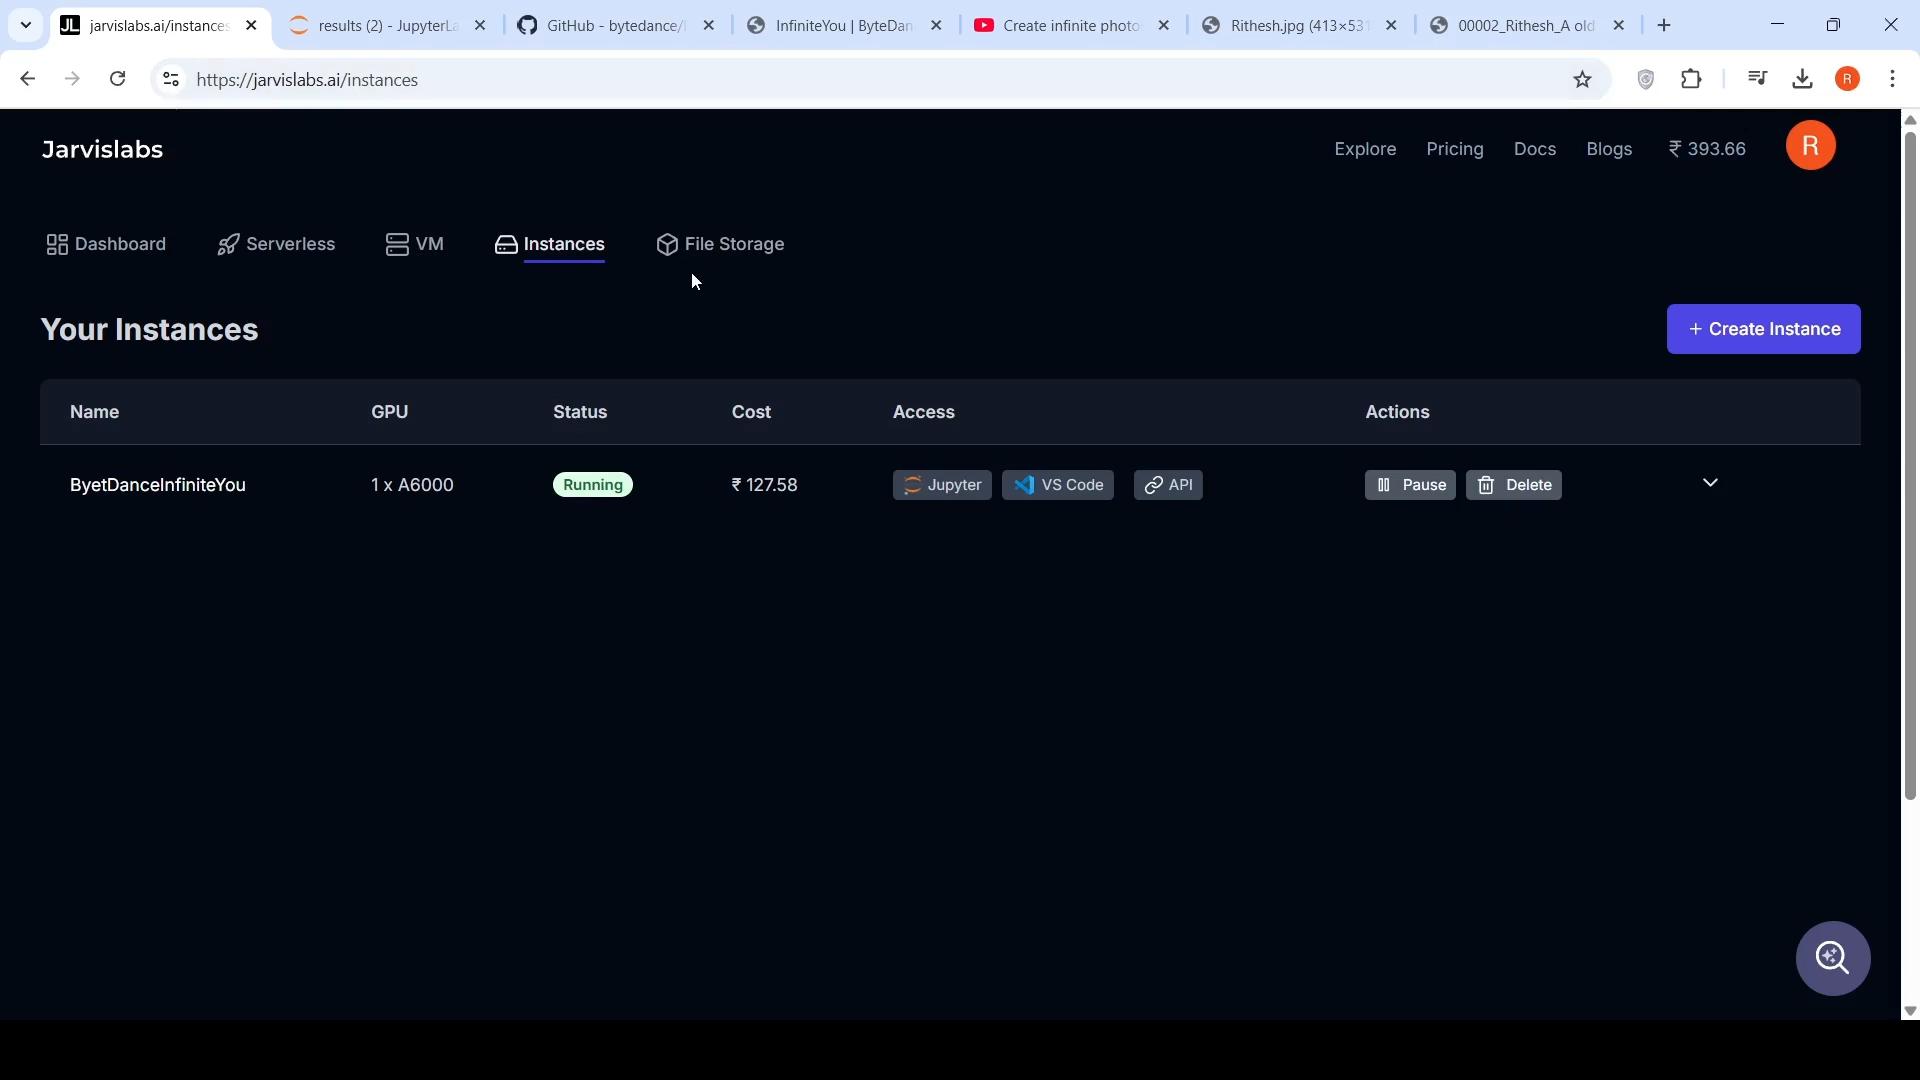 jarvislabs.ai/instances
results (2) - JupyterLa
GitHub - bytedance/
InfiniteYou | ByteDan
Create infinite photo
Rithesh.jpg (413×531
00002_Rithesh_A old
https://jarvislabs.ai/instances
R
Jarvislabs
Explore
Pricing
Docs
Blogs
₹ 393.66
R
Dashboard
Serverless
VM
Instances
File Storage
Your Instances
+ Create Instance
Name GPU Status Cost Access Actions
ByetDanceInfiniteYou 1 x A6000 Running ₹ 127.58 Jupyter VS Code API Pause Delete